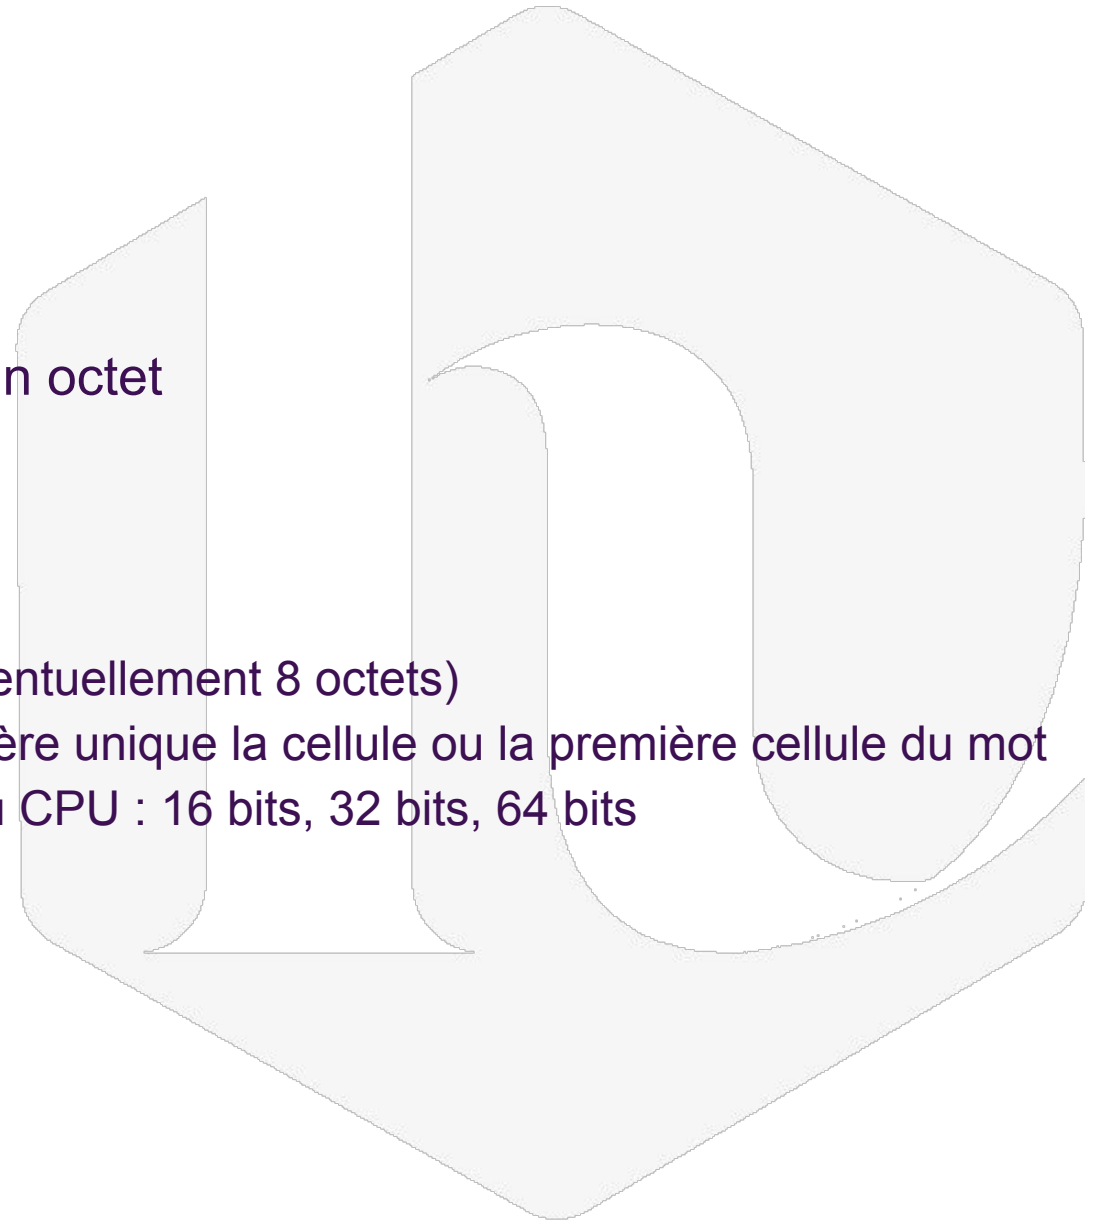 n octet
entuellement 8 octets)
ère unique la cellule ou la première cellule du mot
u CPU : 16 bits, 32 bits, 64 bits